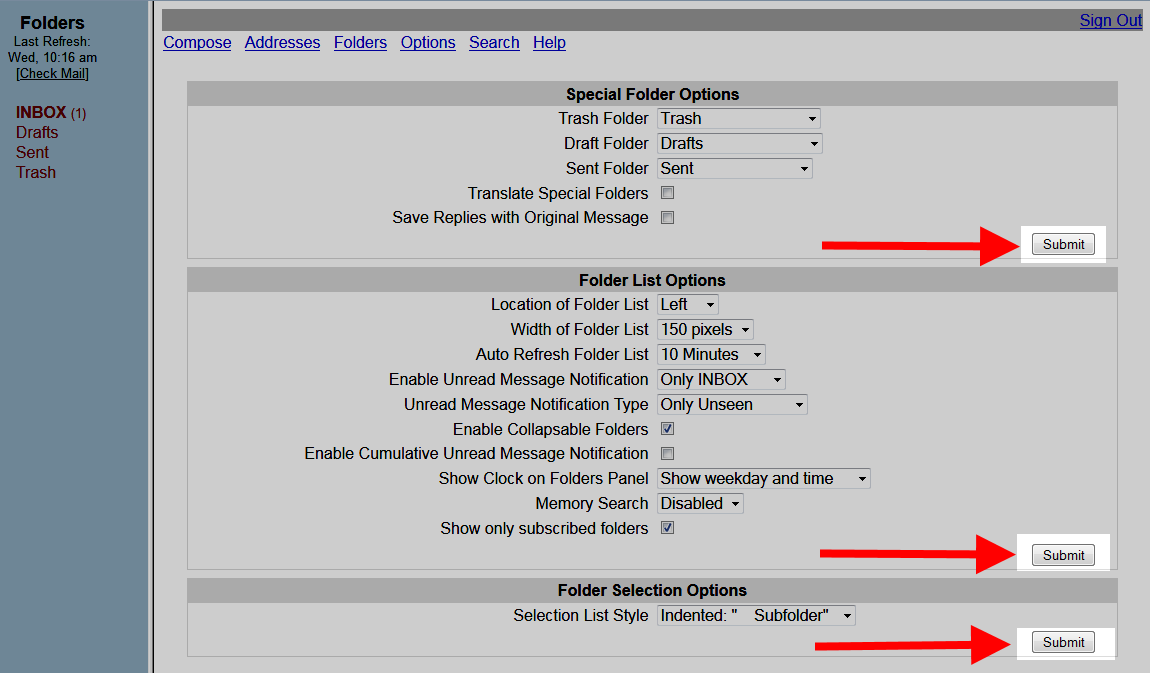 Folders
Last Refresh:
Wed, 10:16 am
[Check Mail]
INBOX (1)
Drafts
Sent
Trash
Sign Out
Compose Addresses Folders Options Search Help
Special Folder Options
Trash Folder Trash
Draft Folder Drafts
Sent Folder Sent
Translate Special Folders
Save Replies with Original Message
Submit
Folder List Options
Location of Folder List Left
Width of Folder List 150 pixels
Auto Refresh Folder List 10 Minutes
Enable Unread Message Notification Only INBOX
Unread Message Notification Type Only Unseen
Enable Collapsable Folders
Enable Cumulative Unread Message Notification
Show Clock on Folders Panel Show weekday and time
Memory Search Disabled
Show only subscribed folders
Submit
Folder Selection Options
Selection List Style Indented: "    Subfolder"
Submit